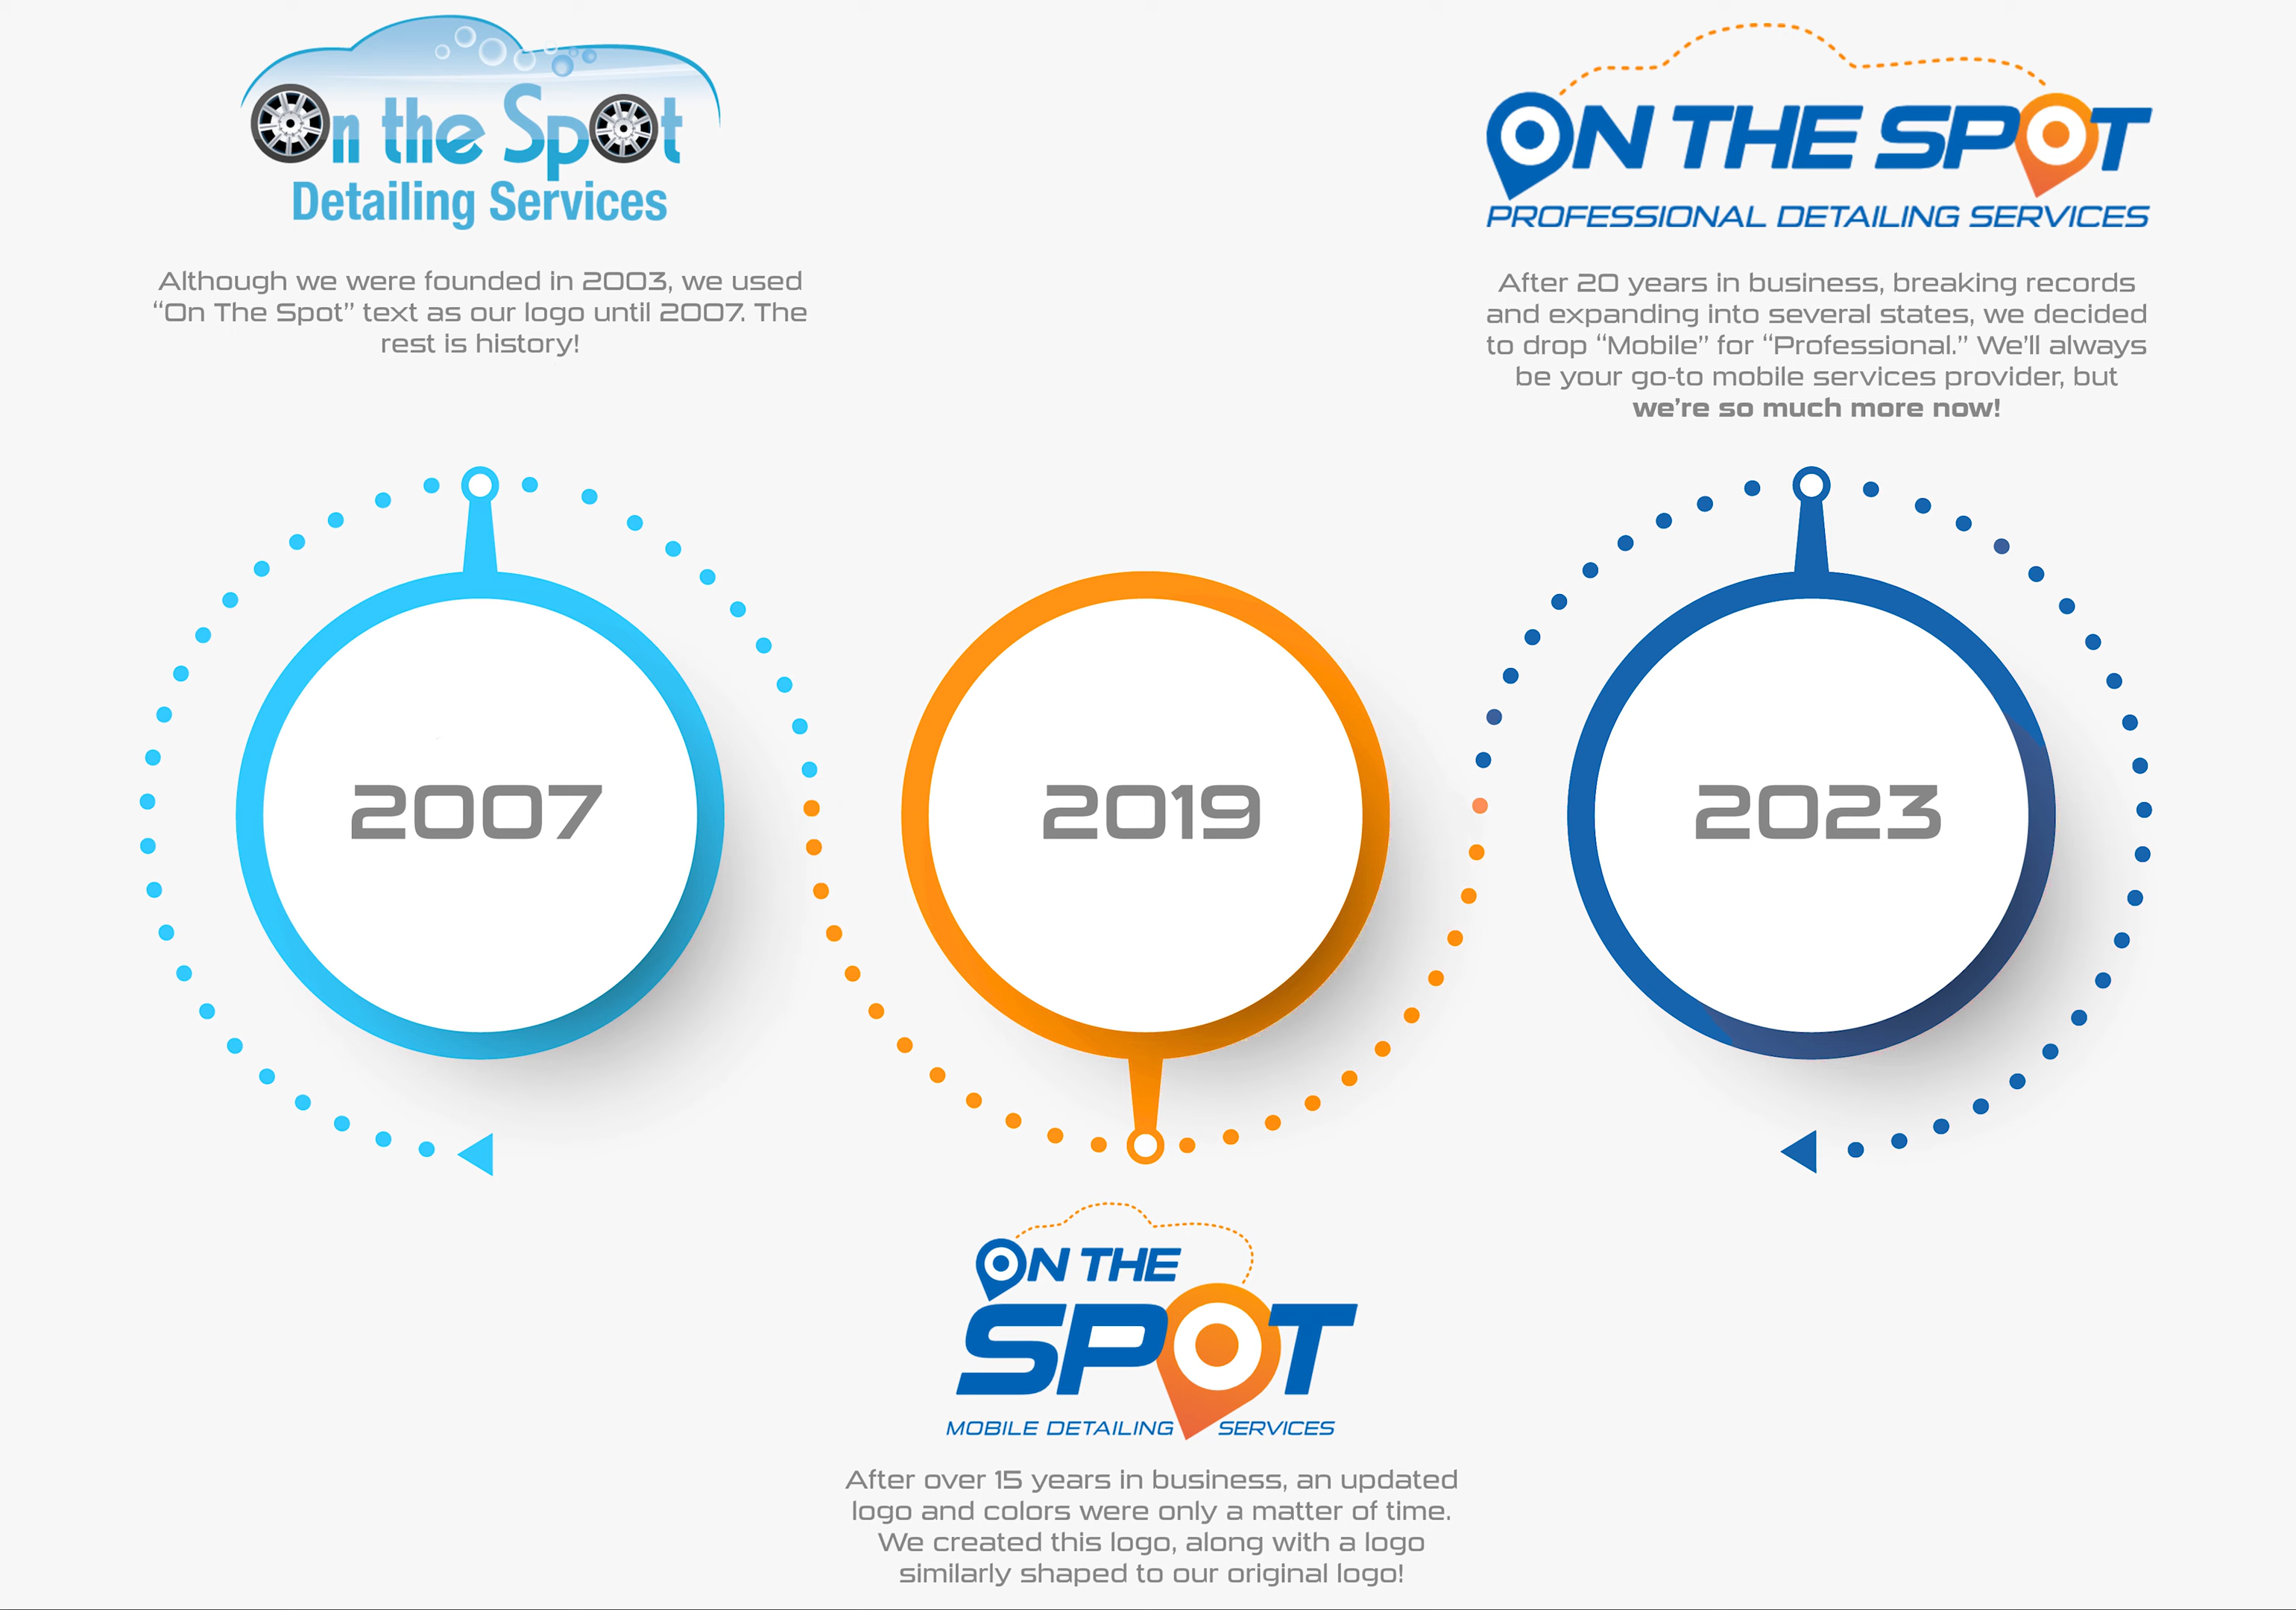 On the Spot
Detailing Services
Although we were founded in 2003, we used
“On The Spot” text as our logo until 2007. The
rest is history!
ON THE SPOT
PROFESSIONAL DETAILING SERVICES
After 20 years in business, breaking records
and expanding into several states, we decided
to drop “Mobile” for “Professional.” We’ll always
be your go-to mobile services provider, but
we’re so much more now!
2007
2019
2023
ON THE
SPOT
MOBILE DETAILING SERVICES
After over 15 years in business, an updated
logo and colors were only a matter of time.
We created this logo, along with a logo
similarly shaped to our original logo!